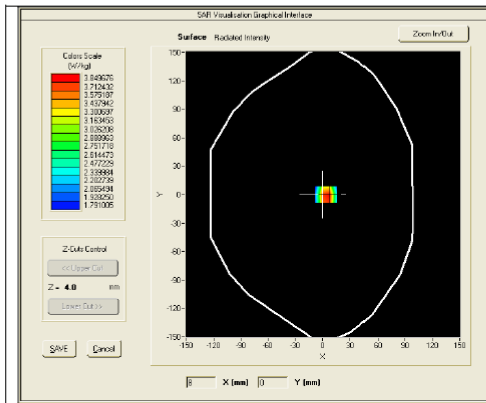 SAR Visualisation Graphical Interface
Surface Radiated Intensity
Zoom In/Out
Colors Scale
(W/kg)
3.849676
3.712432
3.575187
3.437942
3.300697
3.163453
3.026208
2.888963
2.751718
2.614473
2.477229
2.339984
2.202739
2.065494
1.928250
1.791005
Z-Cuts Control
<< Upper Cut
Z = 4.0 mm
Lower Cut >>
SAVE
Cancel
150
120
90
60
30
0
-30
-60
-90
-120
-150
Y
-150 -120 -90 -60 -30 0 30 60 90 120 150
X
8 X (mm) 0 Y (mm)